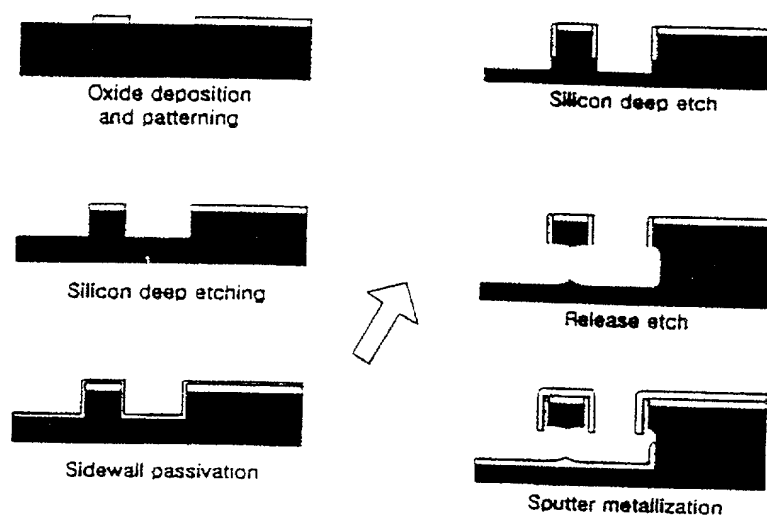 Oxide deposition
and patterning
Silicon deep etching
Sidewall passivation
Silicon deep etch
Release etch
Sputter metallization